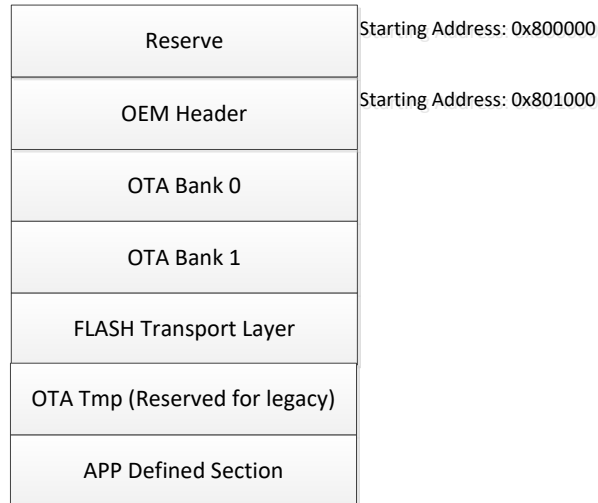 Reserve
Starting Address: 0x800000
OEM Header
Starting Address: 0x801000
OTA Bank 0
OTA Bank 1
FLASH Transport Layer
OTA Tmp (Reserved for legacy)
APP Defined Section